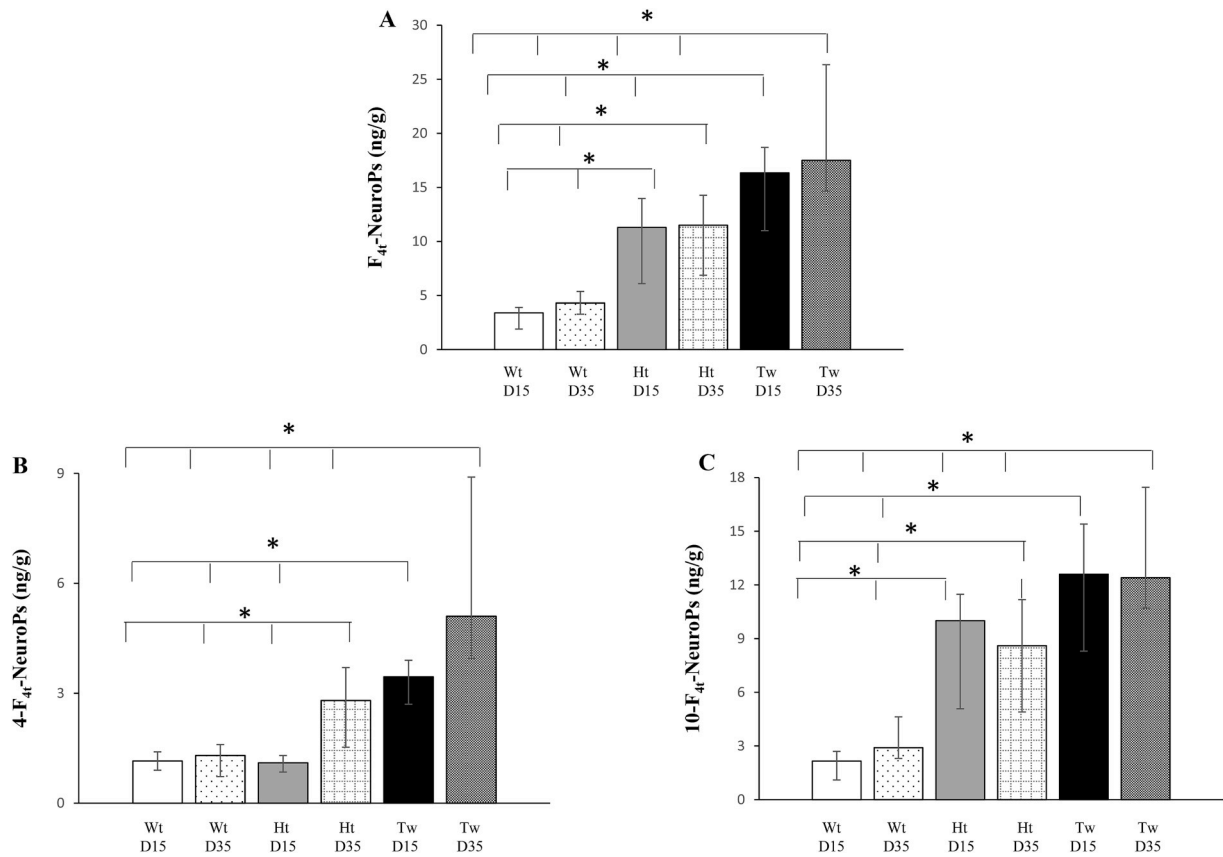 A
F4t-NeuroPs (ng/g)
30
25
20
15
10
5
0
*
*
*
*
Wt Wt Ht Ht Tw Tw
D15 D35 D15 D35 D15 D35
B
4-F4t-NeuroPs (ng/g)
9
6
3
0
*
*
*
Wt Wt Ht Ht Tw Tw
D15 D35 D15 D35 D15 D35
C
10-F4t-NeuroPs (ng/g)
18
15
12
9
6
3
0
*
*
*
*
Wt Wt Ht Ht Tw Tw
D15 D35 D15 D35 D15 D35